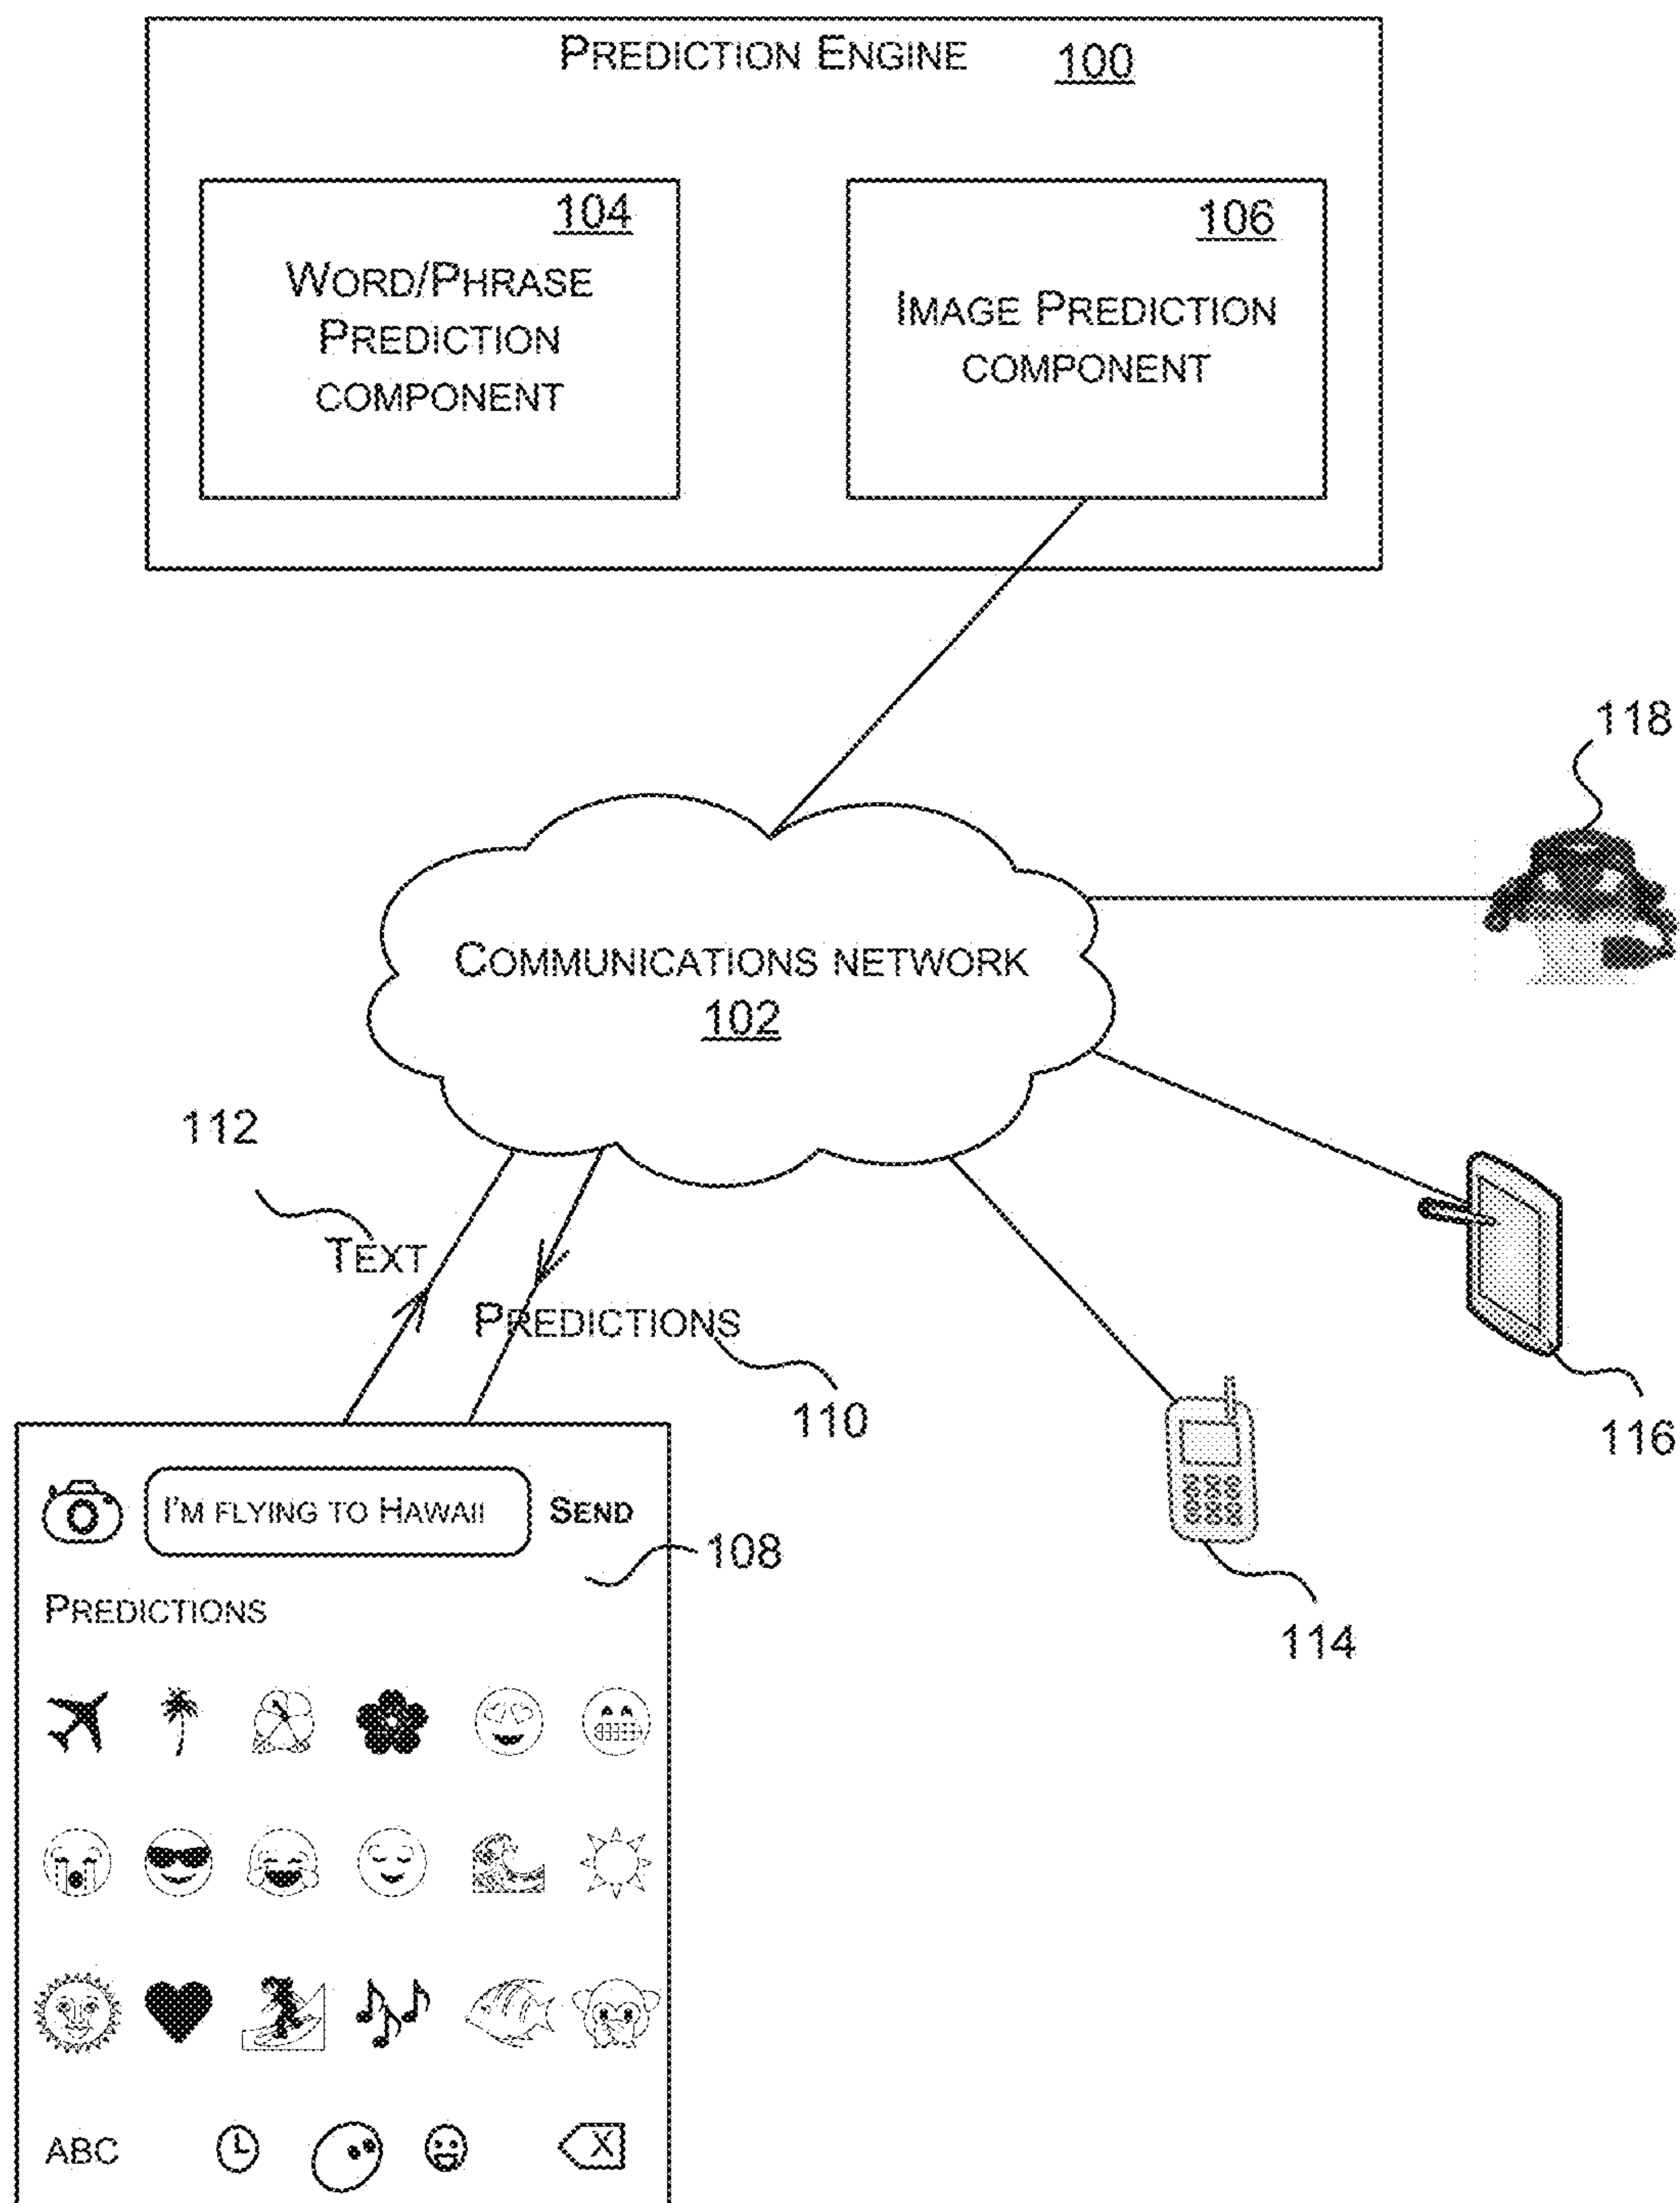 PREDICTION ENGINE 100
104
WORD/PHRASE
PREDICTION
COMPONENT
106
IMAGE PREDICTION
COMPONENT
118
COMMUNICATIONS NETWORK
102
112
TEXT
PREDICTIONS
110
116
I'M FLYING TO HAWAII
SEND
108
PREDICTIONS
114
ABC
X